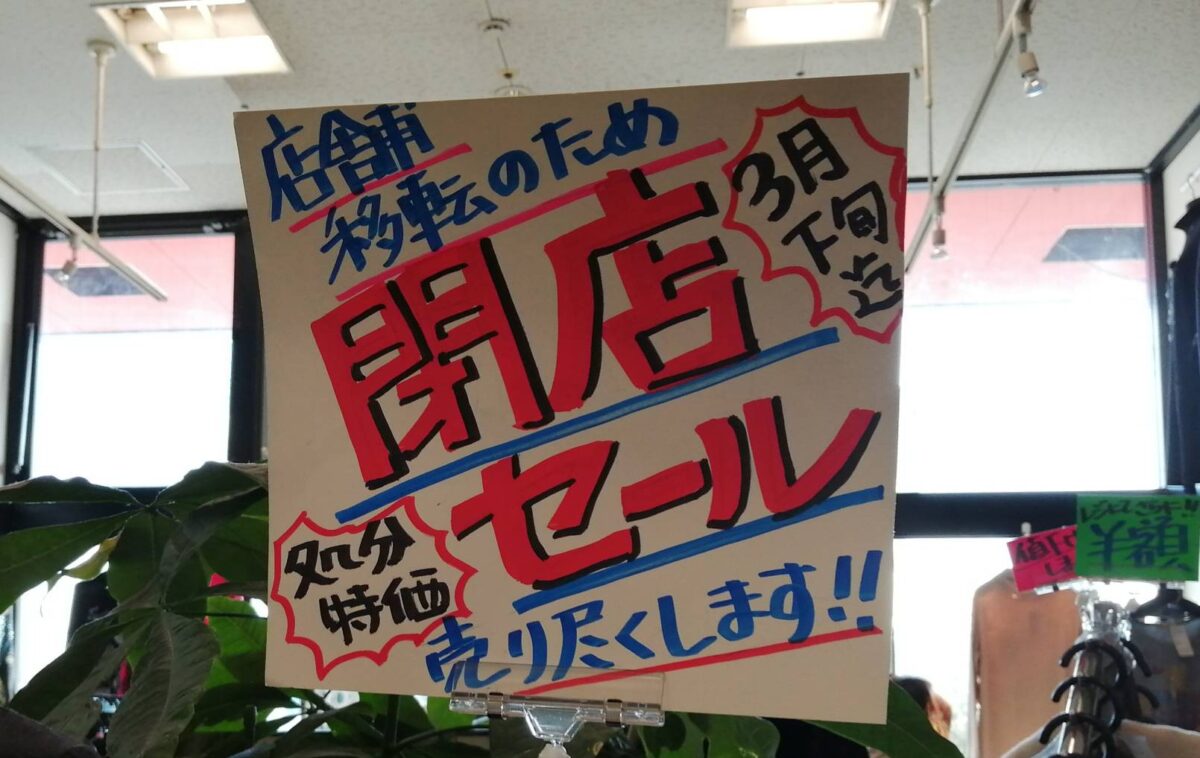 店舗
移転のため
3月
下旬
迄
閉店
セール
処分
特価
売り尽くします!!